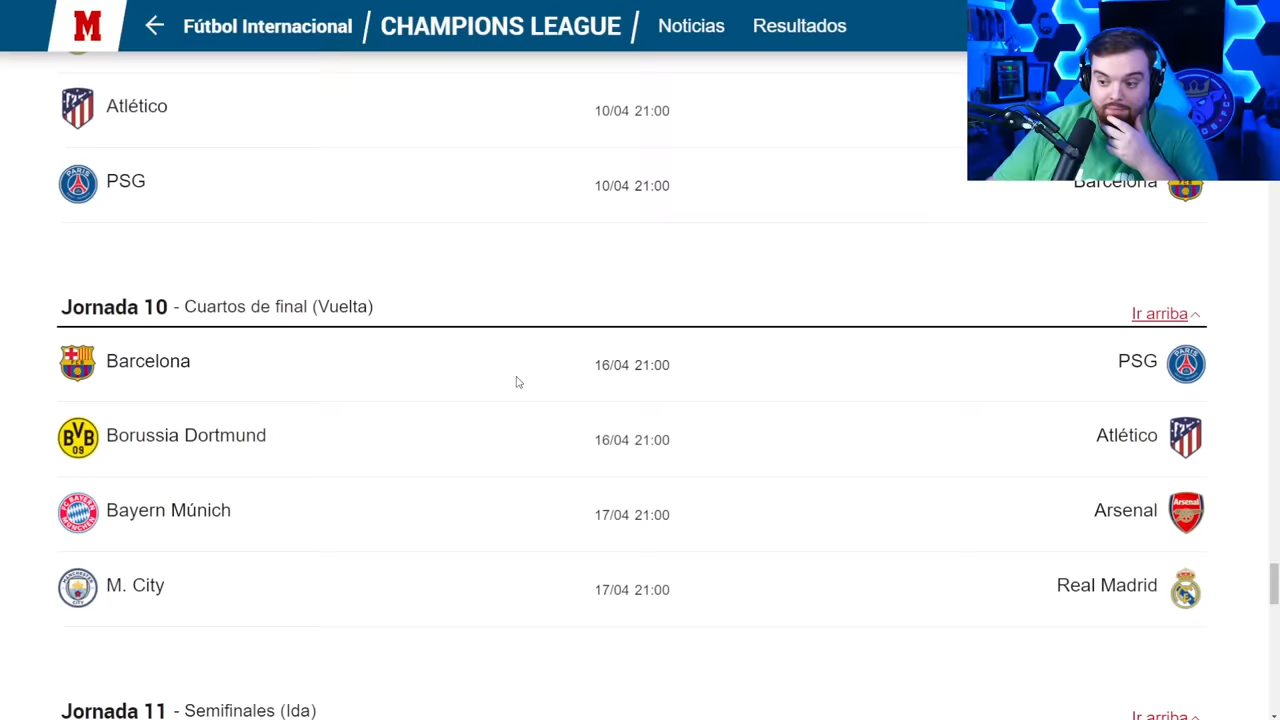 M ← Fútbol Internacional / CHAMPIONS LEAGUE / Noticias Resultados
Atlético 10/04 21:00
PSG 10/04 21:00 Barcelona
Jornada 10 - Cuartos de final (Vuelta) Ir arriba
Barcelona 16/04 21:00 PSG
Borussia Dortmund 16/04 21:00 Atlético
BVB
09
Bayern Múnich 17/04 21:00 Arsenal
M. City 17/04 21:00 Real Madrid
Jornada 11 - Semifinales (Ida) Ir arriba